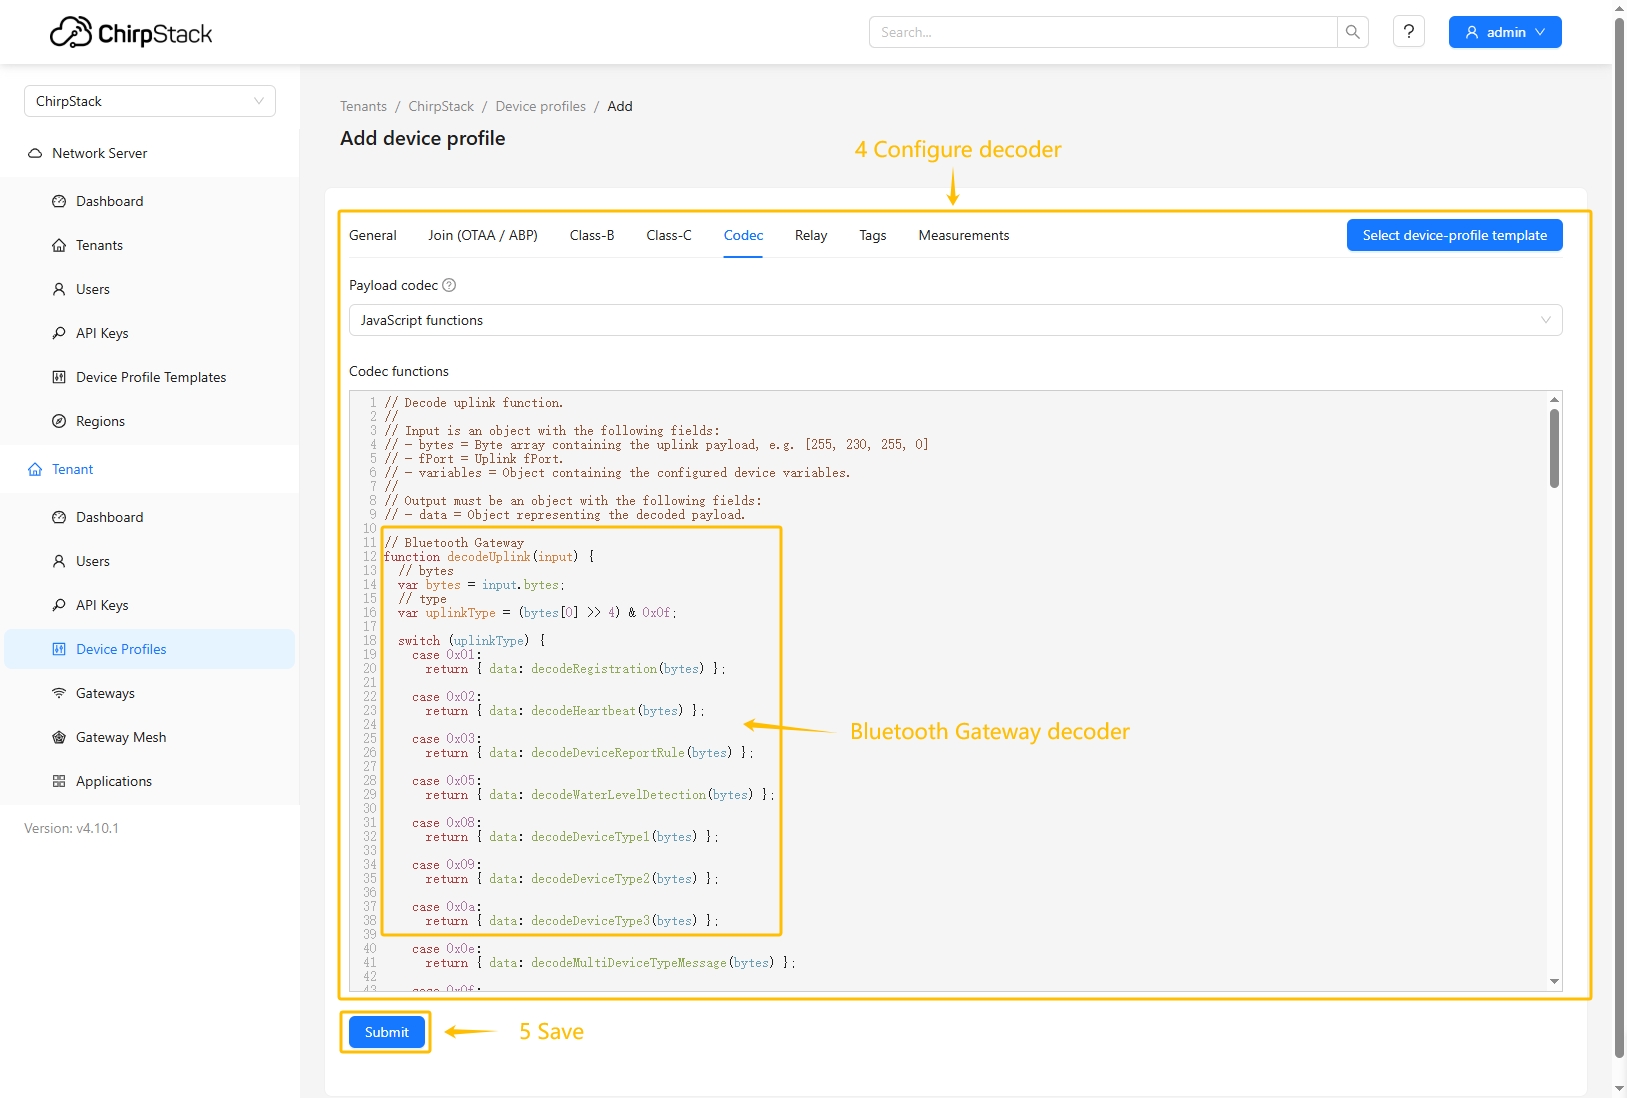 ChirpStack
Search...
?
admin
ChirpStack
Network Server
Dashboard
Tenants
Users
API Keys
Device Profile Templates
Regions
Tenant
Dashboard
Users
API Keys
Device Profiles
Gateways
Gateway Mesh
Applications
Version: v4.10.1
Tenants / ChirpStack / Device profiles / Add
Add device profile
4 Configure decoder
General Join (OTAA / ABP) Class-B Class-C Codec Relay Tags Measurements
Select device-profile template
Payload codec ?
JavaScript functions
Codec functions
1 // Decode uplink function.
2 //
3 // Input is an object with the following fields:
4 // - bytes = Byte array containing the uplink payload, e.g. [255, 230, 255, 0]
5 // - fPort = Uplink fPort.
6 // - variables = Object containing the configured device variables.
7 //
8 // Output must be an object with the following fields:
9 // - data = Object representing the decoded payload.
10
11 // Bluetooth Gateway
12 function decodeUplink(input) {
13 // bytes
14 var bytes = input.bytes;
15 // type
16 var uplinkType = (bytes[0] >> 4) & 0x0f;
17
18 switch (uplinkType) {
19 case 0x01:
20 return { data: decodeRegistration(bytes) };
21
22 case 0x02:
23 return { data: decodeHeartbeat(bytes) };
24
25 case 0x03:
26 return { data: decodeDeviceReportRule(bytes) };
27
28 case 0x05:
29 return { data: decodeWaterLevelDetection(bytes) };
30
31 case 0x08:
32 return { data: decodeDeviceType1(bytes) };
33
34 case 0x09:
35 return { data: decodeDeviceType2(bytes) };
36
37 case 0x0a:
38 return { data: decodeDeviceType3(bytes) };
39
40 case 0x0e:
41 return { data: decodeMultiDeviceTypeMessage(bytes) };
42
43 case 0x0f:
Bluetooth Gateway decoder
Submit
5 Save